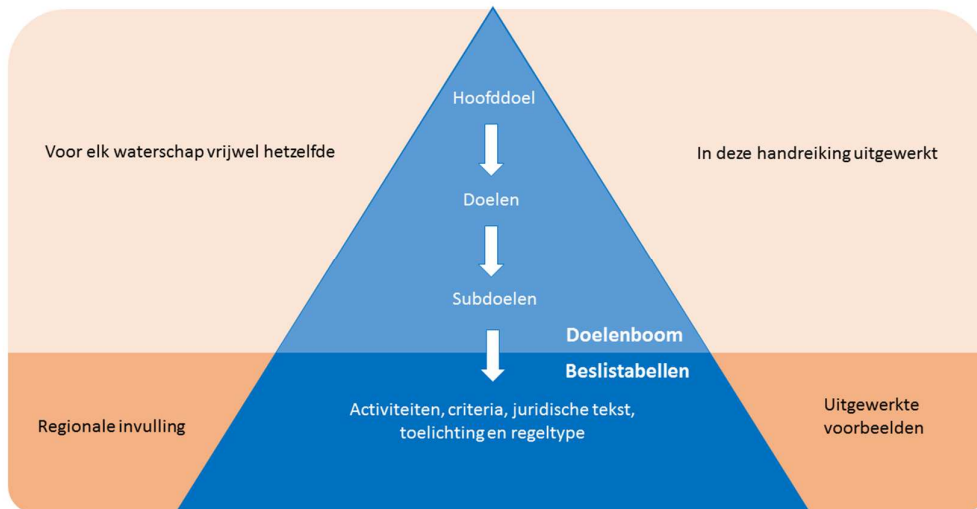 Hoofddoel
Voor elk waterschap vrijwel hetzelfde
In deze handreiking uitgewerkt
Doelen
Subdoelen
Doelenboom
Beslistabellen
Regionale invulling
Activiteiten, criteria, juridische tekst,
toelichting en regeltype
Uitgewerkte
voorbeelden